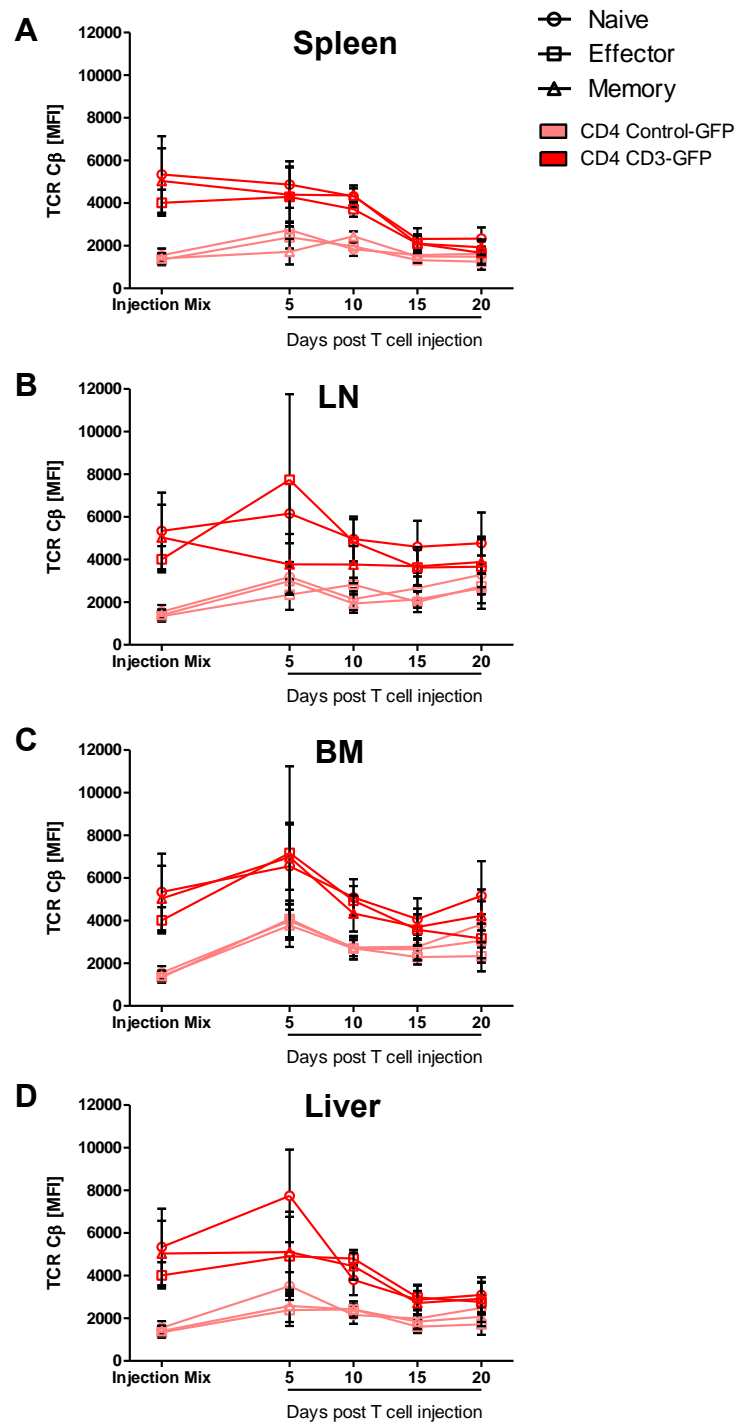 A
Spleen
Naive
Effector
Memory
CD4 Control-GFP
CD4 CD3-GFP
TCR Cβ [MFI]
12000
10000
8000
6000
4000
2000
0
Injection Mix 5 10 15 20
Days post T cell injection
B
LN
TCR Cβ [MFI]
12000
10000
8000
6000
4000
2000
0
Injection Mix 5 10 15 20
Days post T cell injection
C
BM
TCR Cβ [MFI]
12000
10000
8000
6000
4000
2000
0
Injection Mix 5 10 15 20
Days post T cell injection
D
Liver
TCR Cβ [MFI]
12000
10000
8000
6000
4000
2000
0
Injection Mix 5 10 15 20
Days post T cell injection